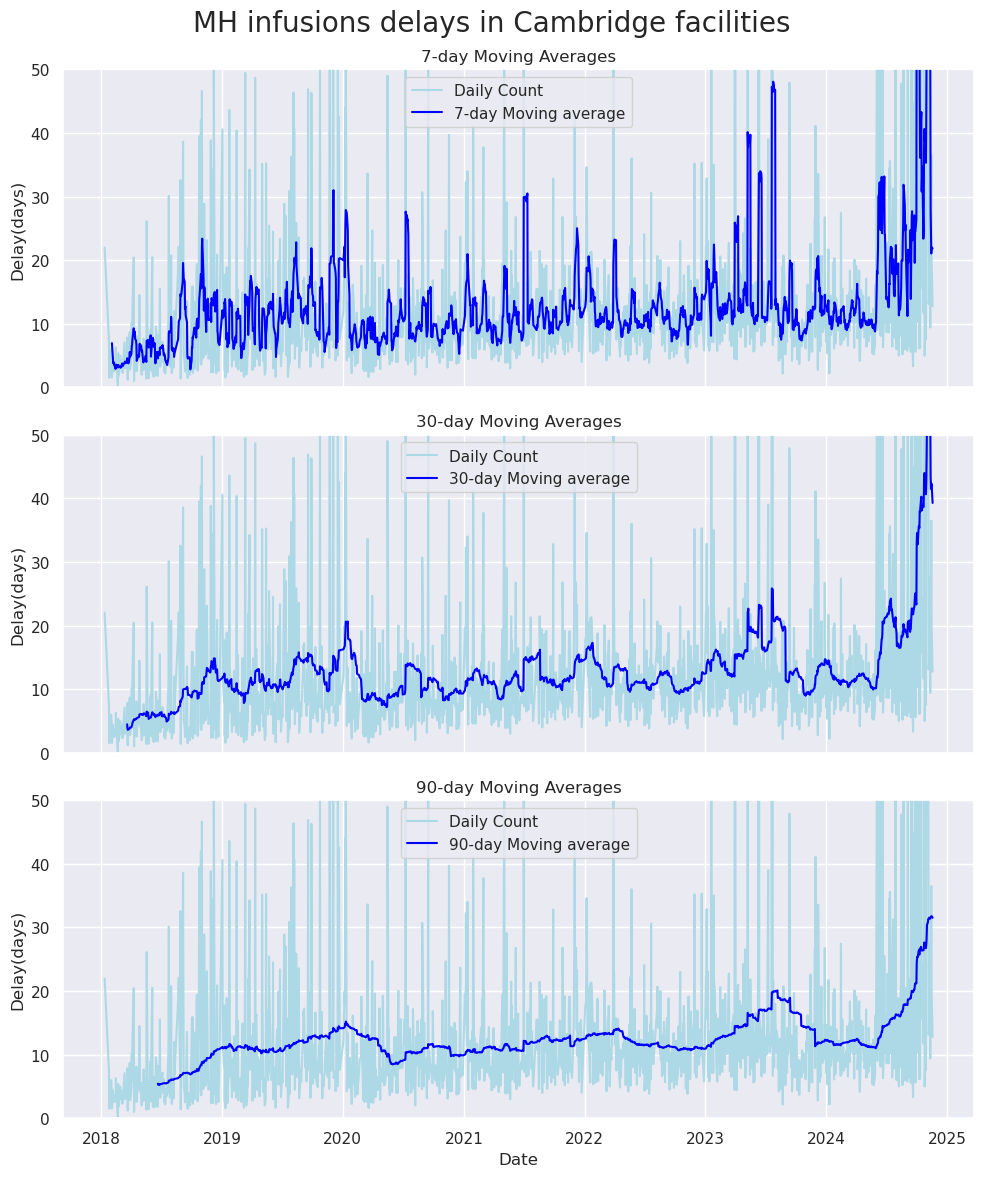 MH infusions delays in Cambridge facilities
7-day Moving Averages
50
40
30
20
10
0
Delay(days)
Daily Count
7-day Moving average
30-day Moving Averages
50
40
30
20
10
0
Delay(days)
Daily Count
30-day Moving average
90-day Moving Averages
50
40
30
20
10
0
Delay(days)
Daily Count
90-day Moving average
2018 2019 2020 2021 2022 2023 2024 2025
Date